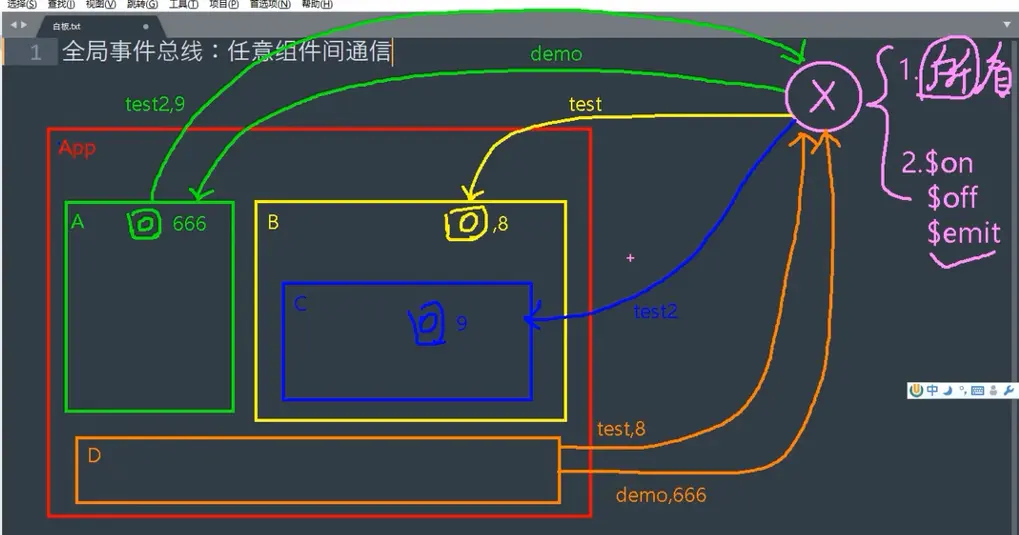 选择(S) 查找(I) 视图(V) 跳转(G) 工具(T) 项目(P) 首选项(N) 帮助(H)
白板.txt
1 全局事件总线：任意组件间通信
demo
test2,9
test
X
1.所有
2.$on
$off
$emit
App
A
666
B
,8
C
9
test2
中
test,8
D
demo,666